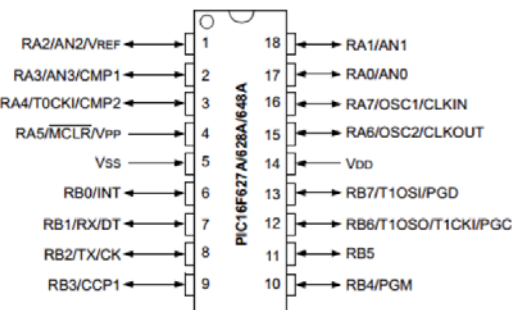 RA2/AN2/VREF 1 18 RA1/AN1
RA3/AN3/CMP1 2 17 RA0/AN0
RA4/T0CKI/CMP2 3 16 RA7/OSC1/CLKIN
RA5/MCLR/VPP 4 15 RA6/OSC2/CLKOUT
VSS 5 14 VDD
RB0/INT 6 13 RB7/T1OSI/PGD
RB1/RX/DT 7 12 RB6/T1OSO/T1CKI/PGC
RB2/TX/CK 8 11 RB5
RB3/CCP1 9 10 RB4/PGM
PIC16F627A/628A/648A